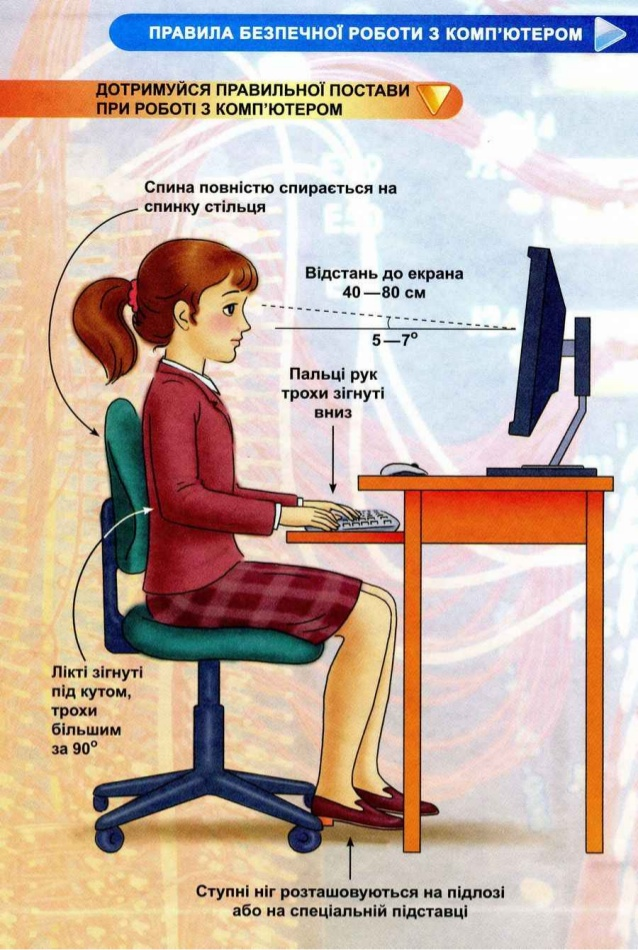 ПРАВИЛА БЕЗПЕЧНОЇ РОБОТИ З КОМП'ЮТЕРОМ
ДОТРИМУЙСЯ ПРАВИЛЬНОЇ ПОСТАВИ
ПРИ РОБОТІ З КОМП'ЮТЕРОМ
Спина повністю спирається на
спинку стільця
Відстань до екрана
40—80 см
5—7°
Пальці рук
трохи зігнуті
вниз
Лікті зігнуті
під кутом,
трохи
більшим
за 90°
Ступні ніг розташовуються на підлозі
або на спеціальній підставці